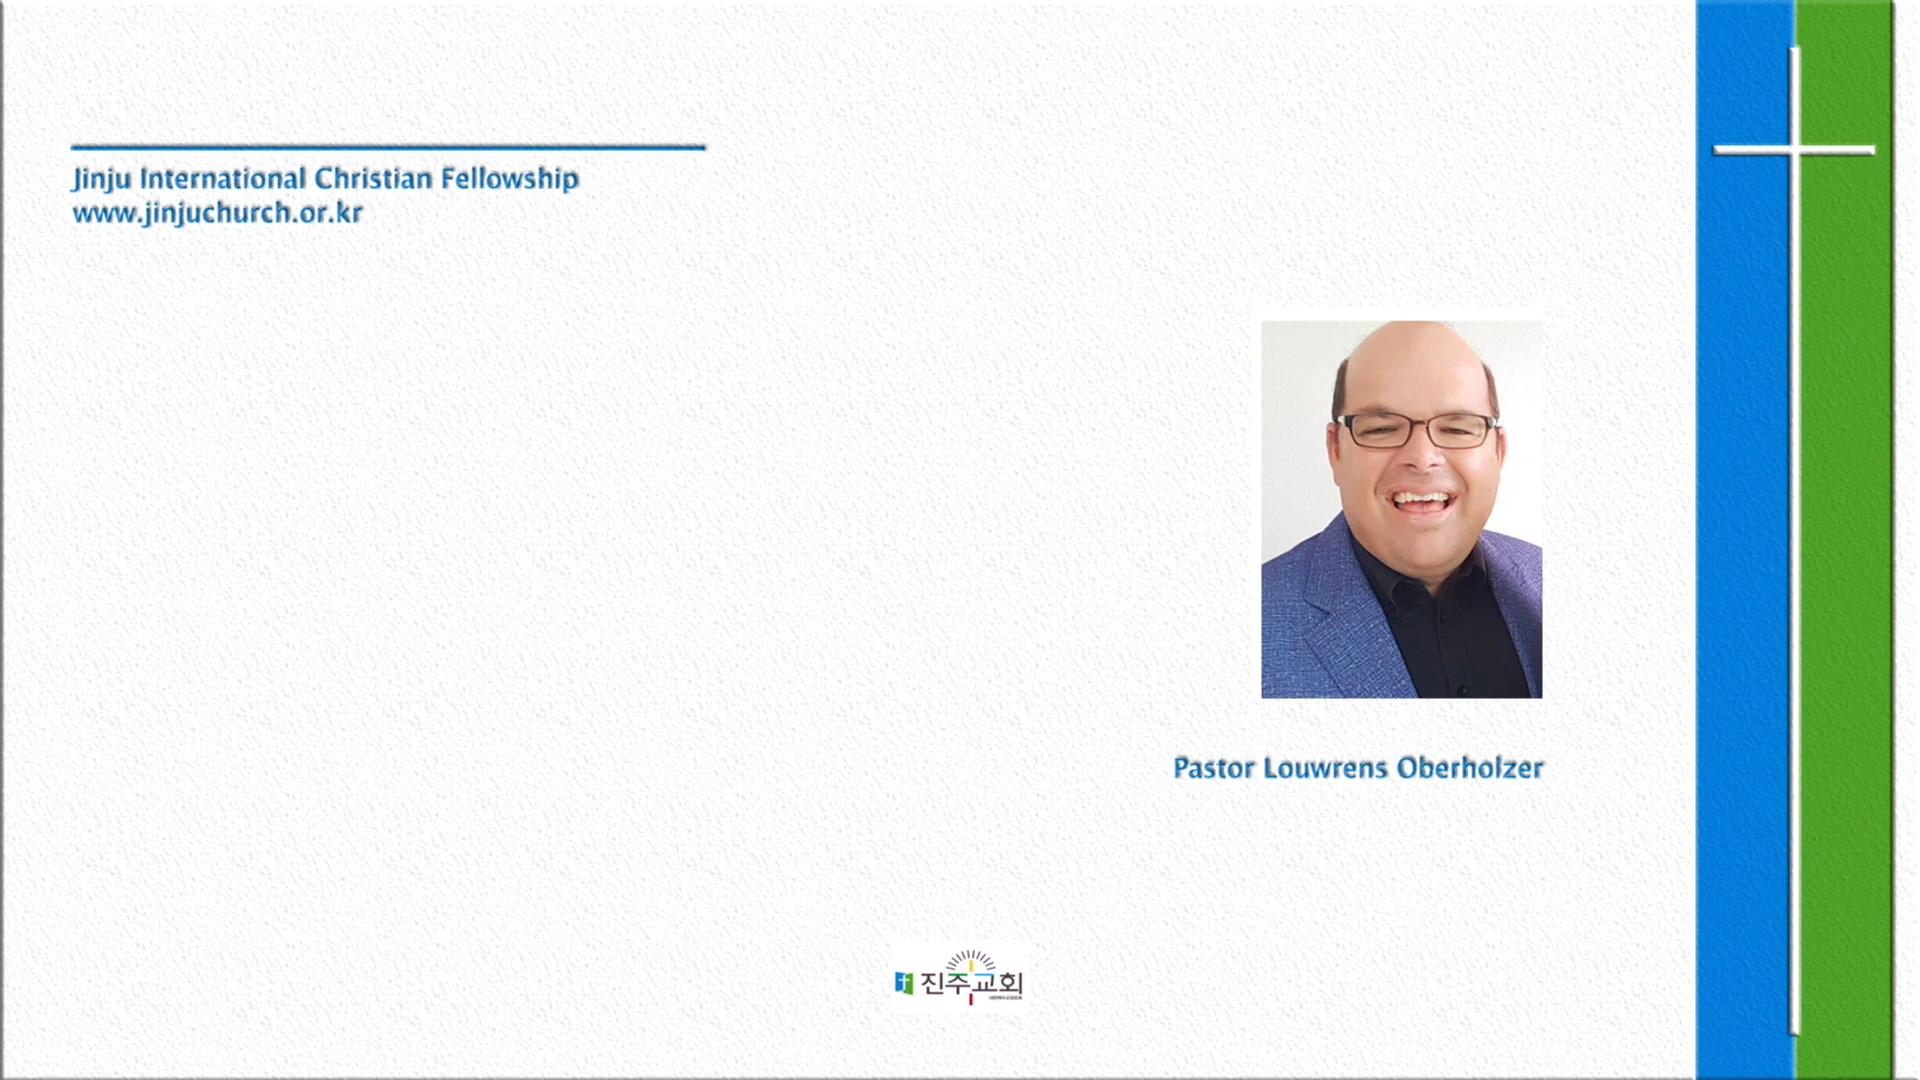 Jinju International Christian Fellowship
www.jinjuchurch.or.kr
Pastor Louwrens Oberholzer
진주교회